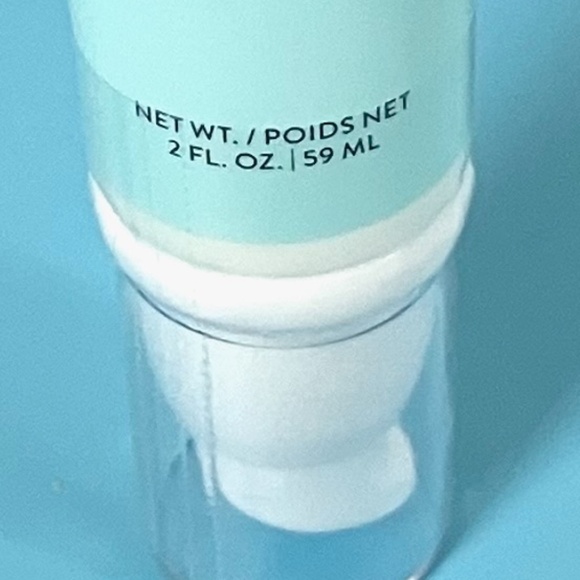 NET WT. / POIDS NET
2 FL. OZ. | 59 ML